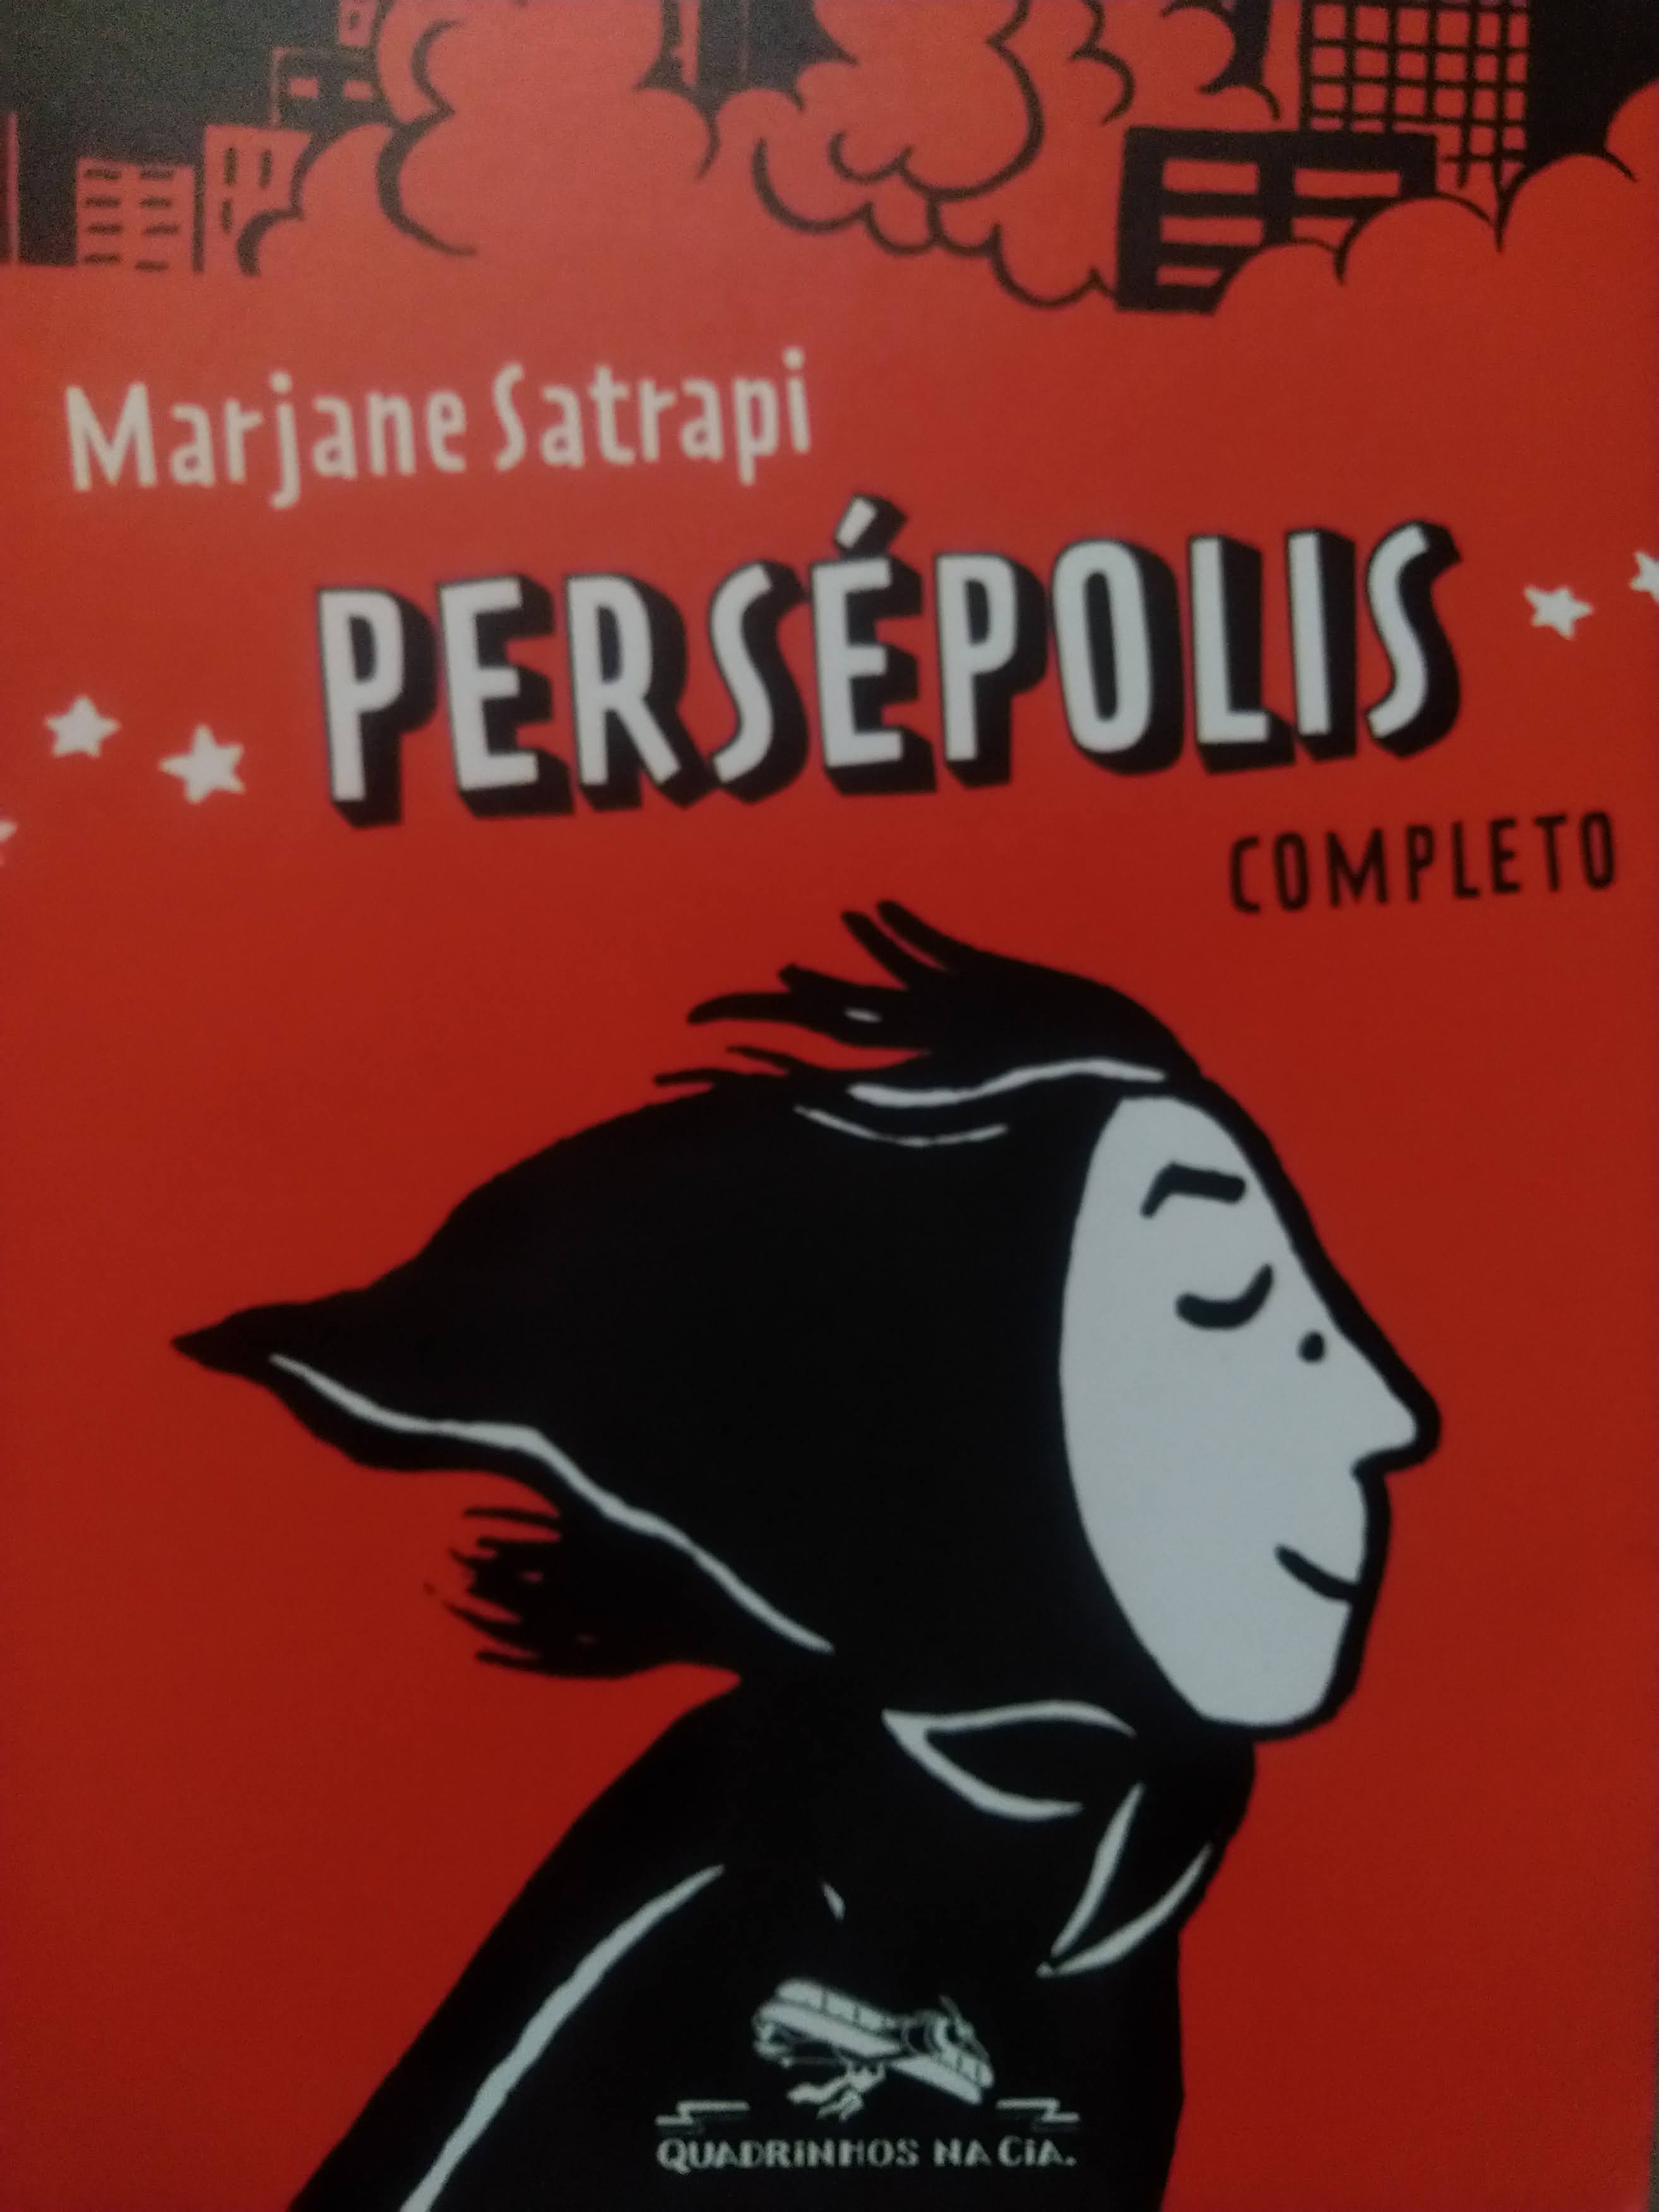 Marjane Satrapi
PERSÉPOLIS
COMPLETO
QUADRINHOS NA CIA.